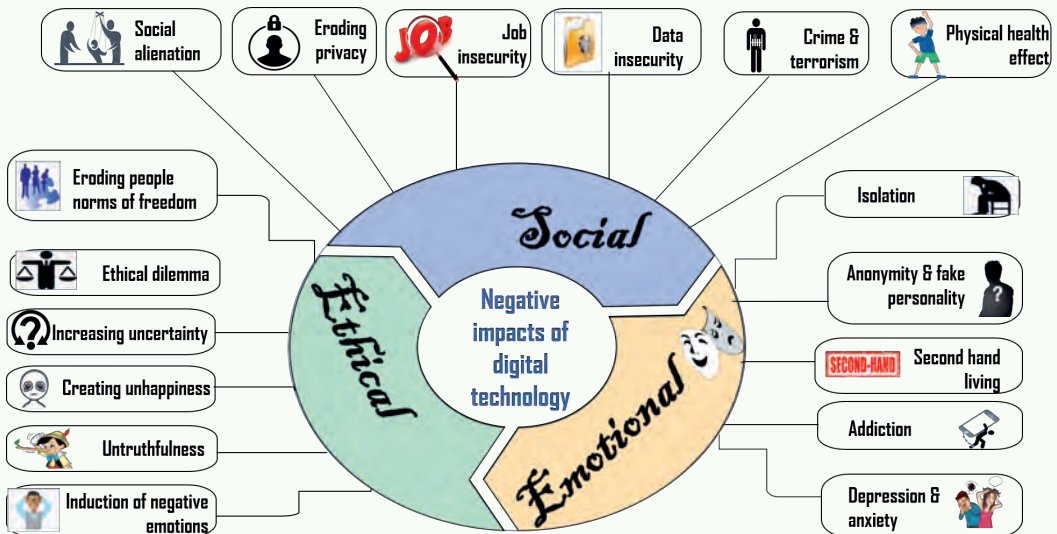 Social
alienation
Eroding
privacy
JOB
Job
insecurity
Data
insecurity
Crime &
terrorism
Physical health
effect
Eroding people
norms of freedom
Ethical dilemma
Increasing uncertainty
Creating unhappiness
Untruthfulness
Induction of negative
emotions
Social
Ethical
Emotional
Negative
impacts of
digital
technology
Isolation
Anonymity & fake
personality
SECOND-HAND
Second hand
living
Addiction
Depression &
anxiety